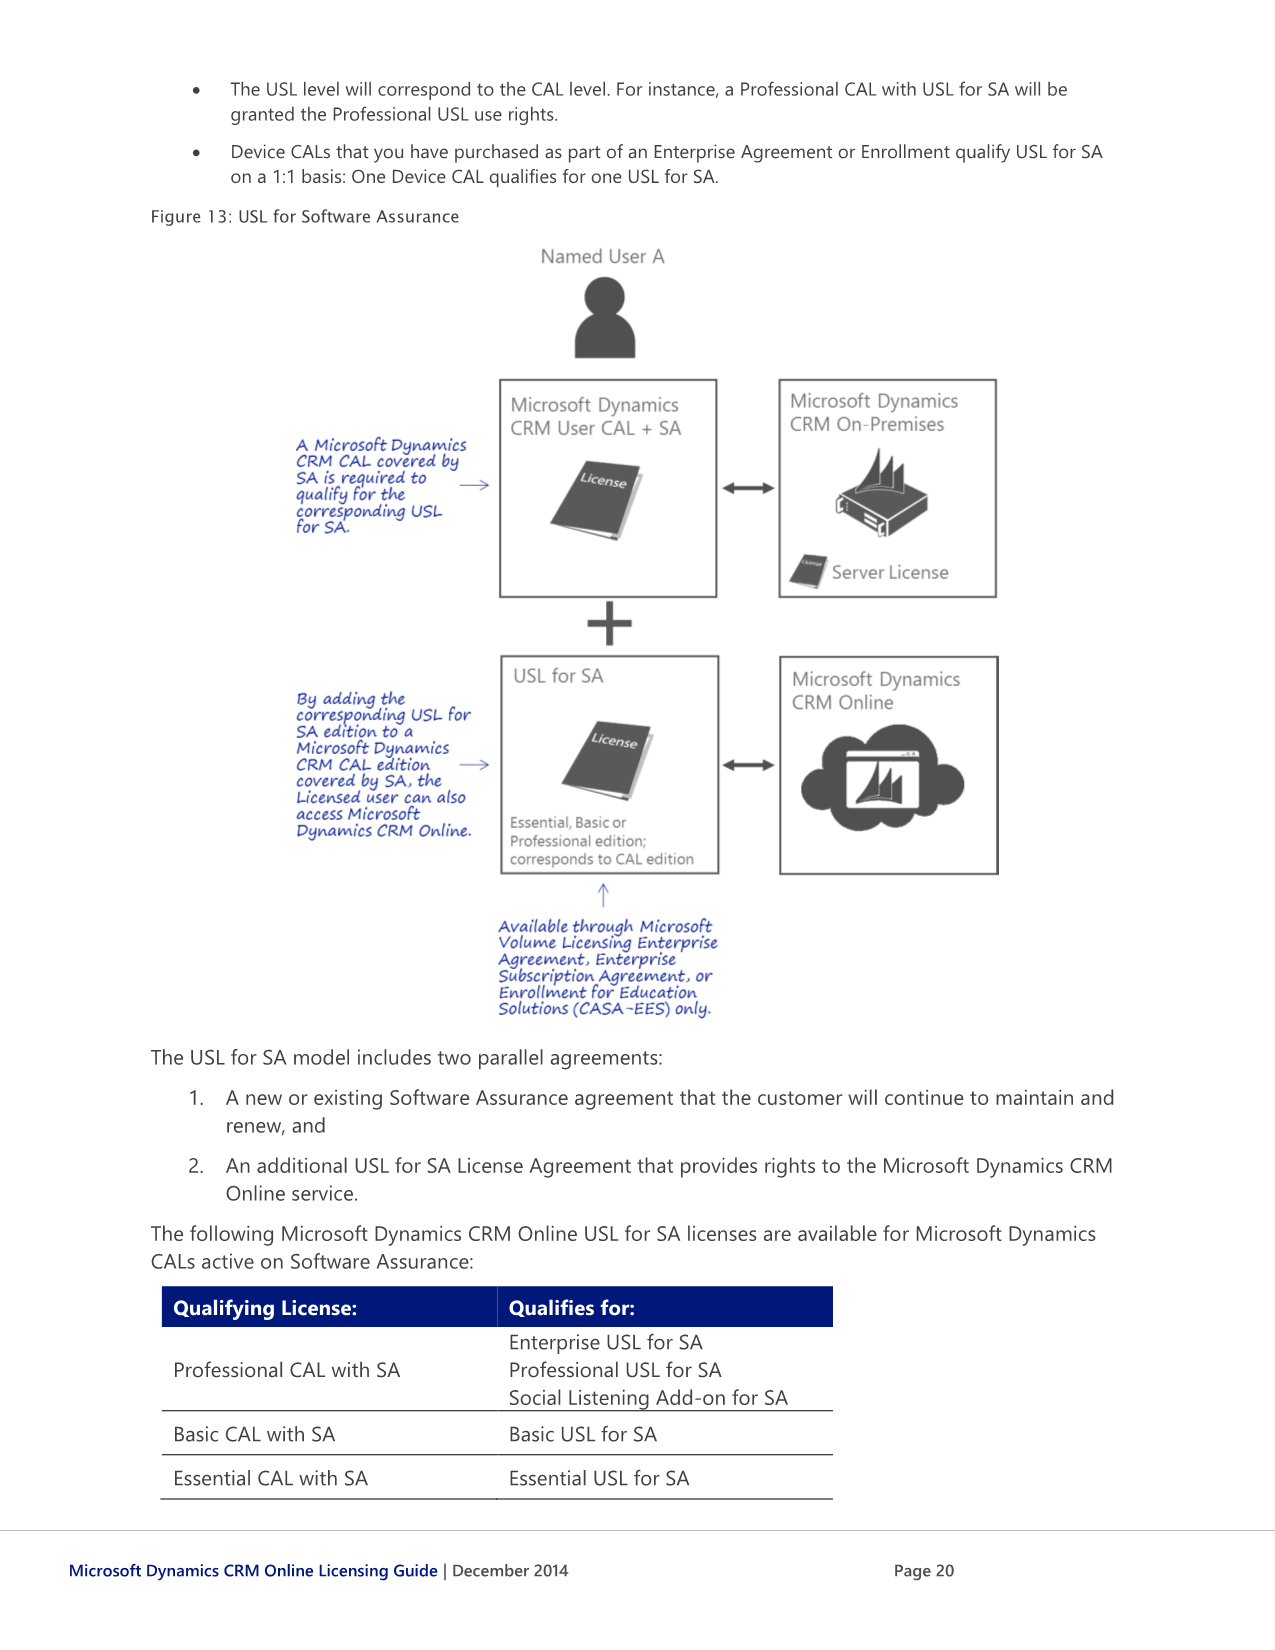 • The USL level will correspond to the CAL level. For instance, a Professional CAL with USL for SA will be
granted the Professional USL use rights.
• Device CALs that you have purchased as part of an Enterprise Agreement or Enrollment qualify USL for SA
on a 1:1 basis: One Device CAL qualifies for one USL for SA.
Figure 13: USL for Software Assurance
Named User A
A Microsoft Dynamics
CRM CAL covered by
SA is required to
qualify for the
corresponding USL
for SA.
Microsoft Dynamics
CRM User CAL + SA
License
Microsoft Dynamics
CRM On-Premises
License
Server License
By adding the
corresponding USL for
SA edition to a
Microsoft Dynamics
CRM CAL edition
covered by SA, the
Licensed user can also
access Microsoft
Dynamics CRM Online.
USL for SA
License
Essential, Basic or
Professional edition;
corresponds to CAL edition
Microsoft Dynamics
CRM Online
Available through Microsoft
Volume Licensing Enterprise
Agreement, Enterprise
Subscription Agreement, or
Enrollment for Education
Solutions (CASA-EES) only.
The USL for SA model includes two parallel agreements:
1. A new or existing Software Assurance agreement that the customer will continue to maintain and
renew, and
2. An additional USL for SA License Agreement that provides rights to the Microsoft Dynamics CRM
Online service.
The following Microsoft Dynamics CRM Online USL for SA licenses are available for Microsoft Dynamics
CALs active on Software Assurance:
Qualifying License: Qualifies for:
Professional CAL with SA
Enterprise USL for SA
Professional USL for SA
Social Listening Add-on for SA
Basic CAL with SA Basic USL for SA
Essential CAL with SA Essential USL for SA
Microsoft Dynamics CRM Online Licensing Guide | December 2014 Page 20